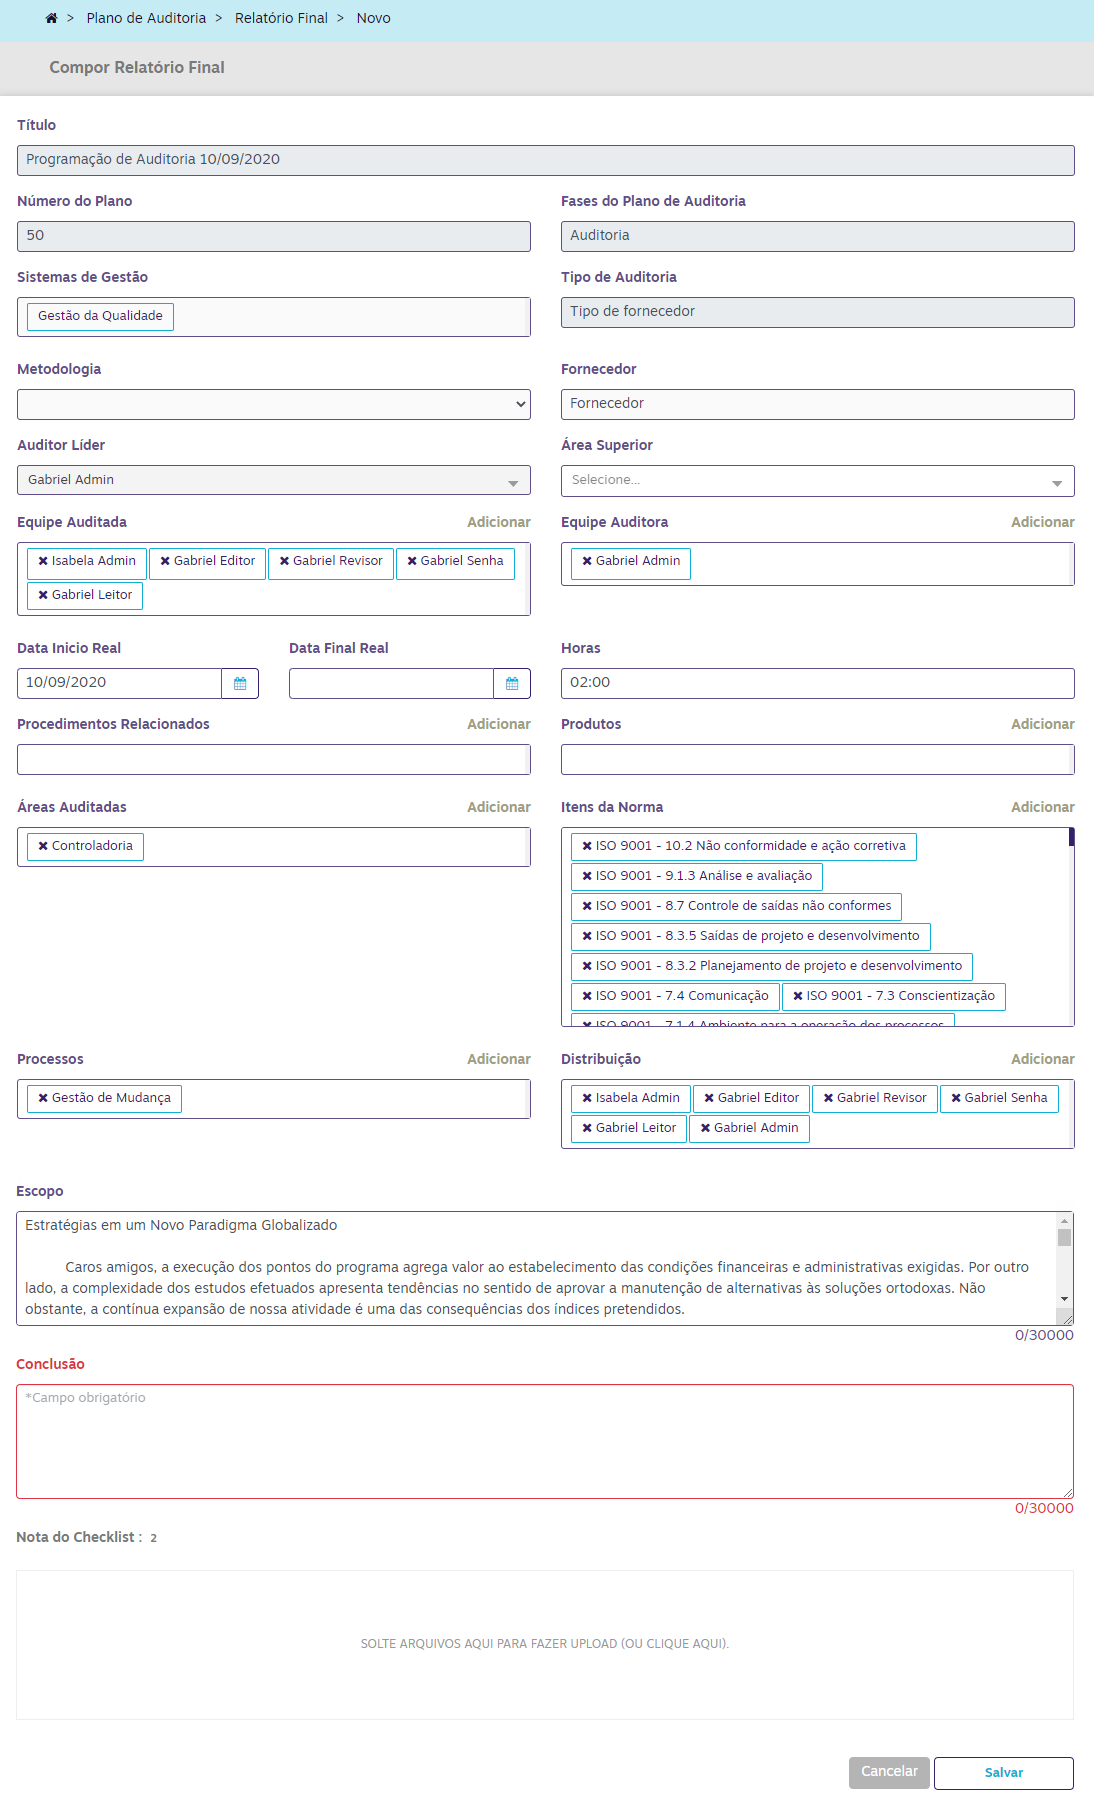 > Plano de Auditoria > Relatório Final > Novo
Compor Relatório Final
Título
Programação de Auditoria 10/09/2020
Número do Plano
Fases do Plano de Auditoria
50
Auditoria
Sistemas de Gestão
Tipo de Auditoria
Gestão da Qualidade
Tipo de fornecedor
Metodologia
Fornecedor
Fornecedor
Auditor Líder
Área Superior
Gabriel Admin
Selecione...
Equipe Auditada Adicionar
Equipe Auditora Adicionar
✖ Isabela Admin ✖ Gabriel Editor ✖ Gabriel Revisor ✖ Gabriel Senha
✖ Gabriel Leitor
✖ Gabriel Admin
Data Inicio Real
Data Final Real
Horas
10/09/2020
02:00
Procedimentos Relacionados Adicionar
Produtos Adicionar
Áreas Auditadas Adicionar
Itens da Norma Adicionar
✖ Controladoria
✖ ISO 9001 - 10.2 Não conformidade e ação corretiva
✖ ISO 9001 - 9.1.3 Análise e avaliação
✖ ISO 9001 - 8.7 Controle de saídas não conformes
✖ ISO 9001 - 8.3.5 Saídas de projeto e desenvolvimento
✖ ISO 9001 - 8.3.2 Planejamento de projeto e desenvolvimento
✖ ISO 9001 - 7.4 Comunicação ✖ ISO 9001 - 7.3 Conscientização
✖ ISO 9001 - 7.1.4 Ambiente para a operação dos processos
Processos Adicionar
Distribuição Adicionar
✖ Gestão de Mudança
✖ Isabela Admin ✖ Gabriel Editor ✖ Gabriel Revisor ✖ Gabriel Senha
✖ Gabriel Leitor ✖ Gabriel Admin
Escopo
Estratégias em um Novo Paradigma Globalizado
Caros amigos, a execução dos pontos do programa agrega valor ao estabelecimento das condições financeiras e administrativas exigidas. Por outro
lado, a complexidade dos estudos efetuados apresenta tendências no sentido de aprovar a manutenção de alternativas às soluções ortodoxas. Não
obstante, a contínua expansão de nossa atividade é uma das consequências dos índices pretendidos.
0/30000
Conclusão
*Campo obrigatório
0/30000
Nota do Checklist : 2
SOLTE ARQUIVOS AQUI PARA FAZER UPLOAD (OU CLIQUE AQUI).
Cancelar
Salvar